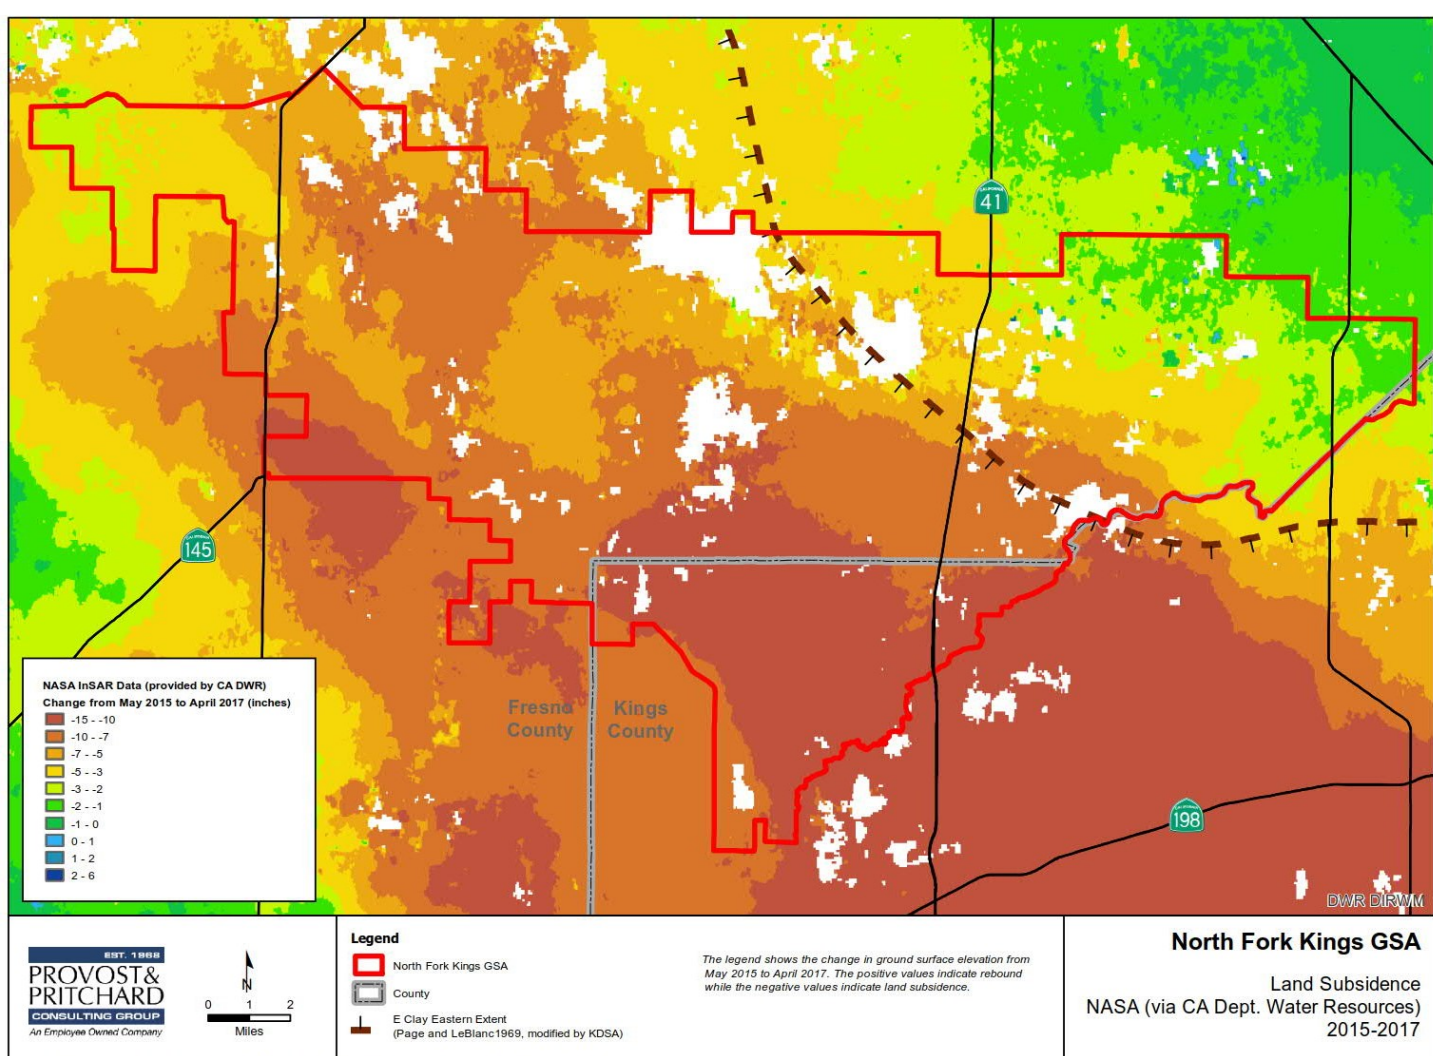 CALIFORNIA
41
CALIFORNIA
145
Fresno
County
Kings
County
CALIFORNIA
198
DWR DIRWM
NASA InSAR Data (provided by CA DWR)
Change from May 2015 to April 2017 (inches)
-15 - -10
-10 - -7
-7 - -5
-5 - -3
-3 - -2
-2 - -1
-1 - 0
0 - 1
1 - 2
2 - 6
EST. 1968
PROVOST&
PRITCHARD
CONSULTING GROUP
An Employee Owned Company
N
0 1 2
Miles
Legend
North Fork Kings GSA
County
E Clay Eastern Extent
(Page and LeBlanc1969, modified by KDSA)
The legend shows the change in ground surface elevation from
May 2015 to April 2017. The positive values indicate rebound
while the negative values indicate land subsidence.
North Fork Kings GSA
Land Subsidence
NASA (via CA Dept. Water Resources)
2015-2017